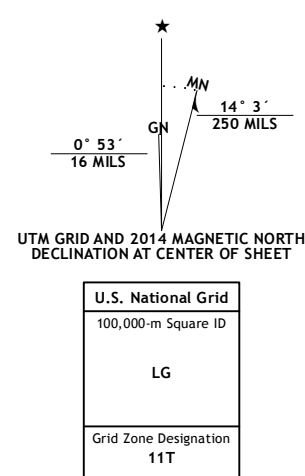 ★
MN
GN
14° 3´
250 MILS
0° 53´
16 MILS
UTM GRID AND 2014 MAGNETIC NORTH
DECLINATION AT CENTER OF SHEET
U.S. National Grid
100,000-m Square ID
LG
Grid Zone Designation
11T